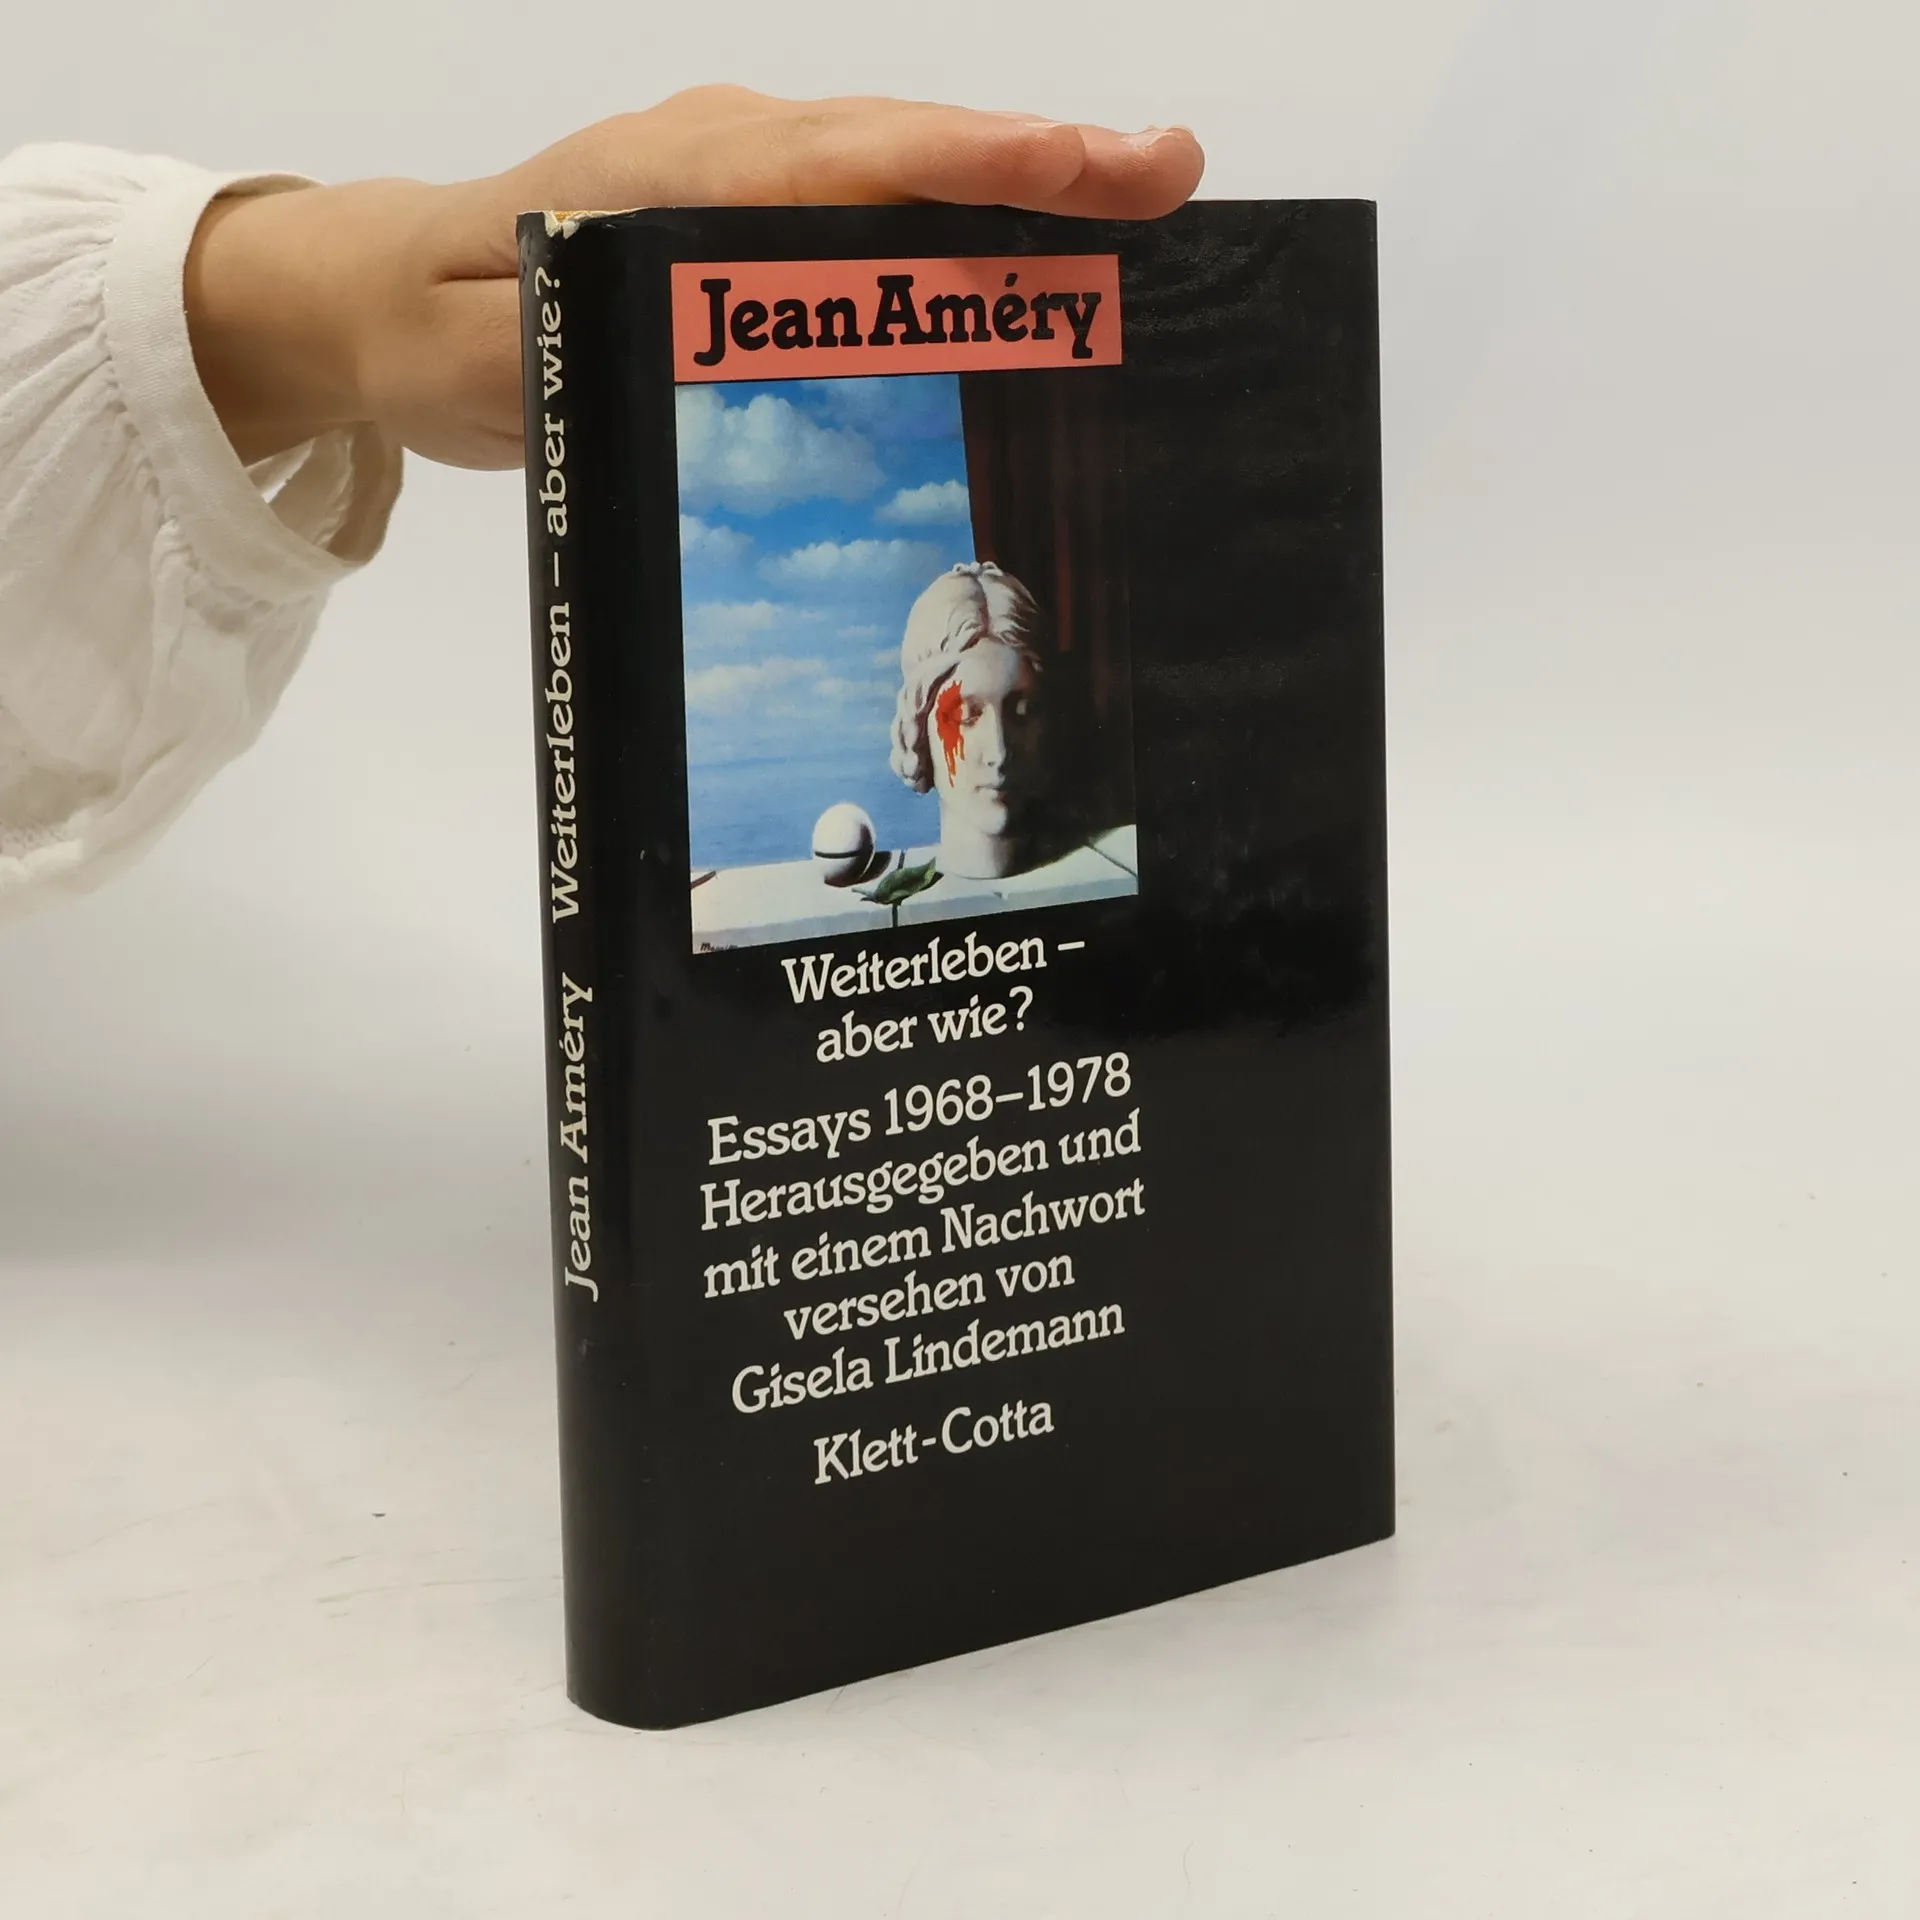 Jean Améry
Weiterleben –
aber wie?
Essays 1968–1978
Herausgegeben und
mit einem Nachwort
versehen von
Gisela Lindemann
Klett-Cotta
Jean Améry Weiterleben – aber wie?